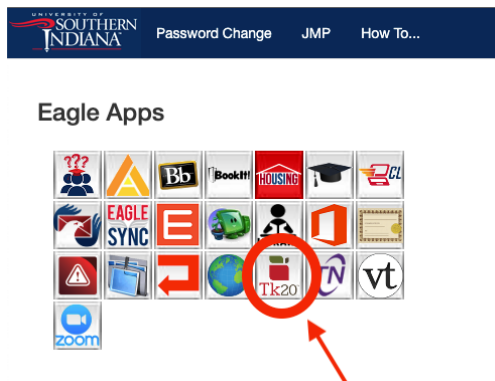 UNIVERSITY OF
SOUTHERN
INDIANA
Password Change
JMP
How To...
Eagle Apps
???
Bb
BookIt!
HOUSING
CL
EAGLE
SYNC
E
Tk20
TN
vt
zoom